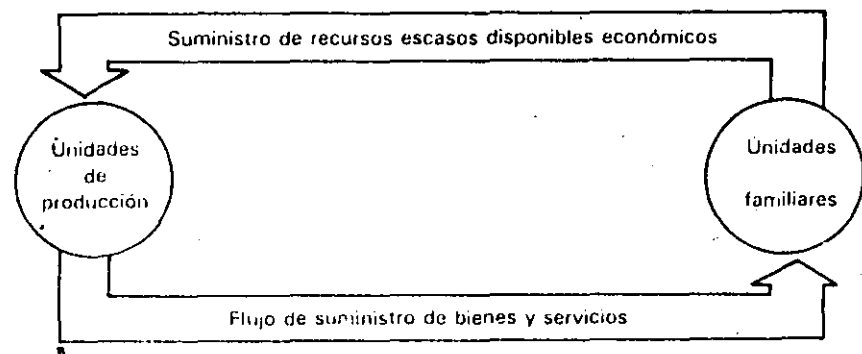 Suministro de recursos escasos disponibles económicos
Unidades
de
producción
Unidades
familiares
Flujo de suministro de bienes y servicios